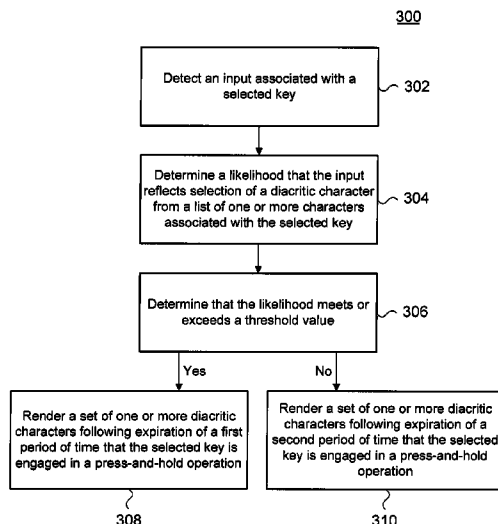 300
Detect an input associated with a
selected key
302
Determine a likelihood that the input
reflects selection of a diacritic character
from a list of one or more characters
associated with the selected key
304
Determine that the likelihood meets or
exceeds a threshold value
306
Yes
No
Render a set of one or more diacritic
characters following expiration of a first
period of time that the selected key is
engaged in a press-and-hold operation
308
Render a set of one or more diacritic
characters following expiration of a
second period of time that the selected
key is engaged in a press-and-hold
operation
310